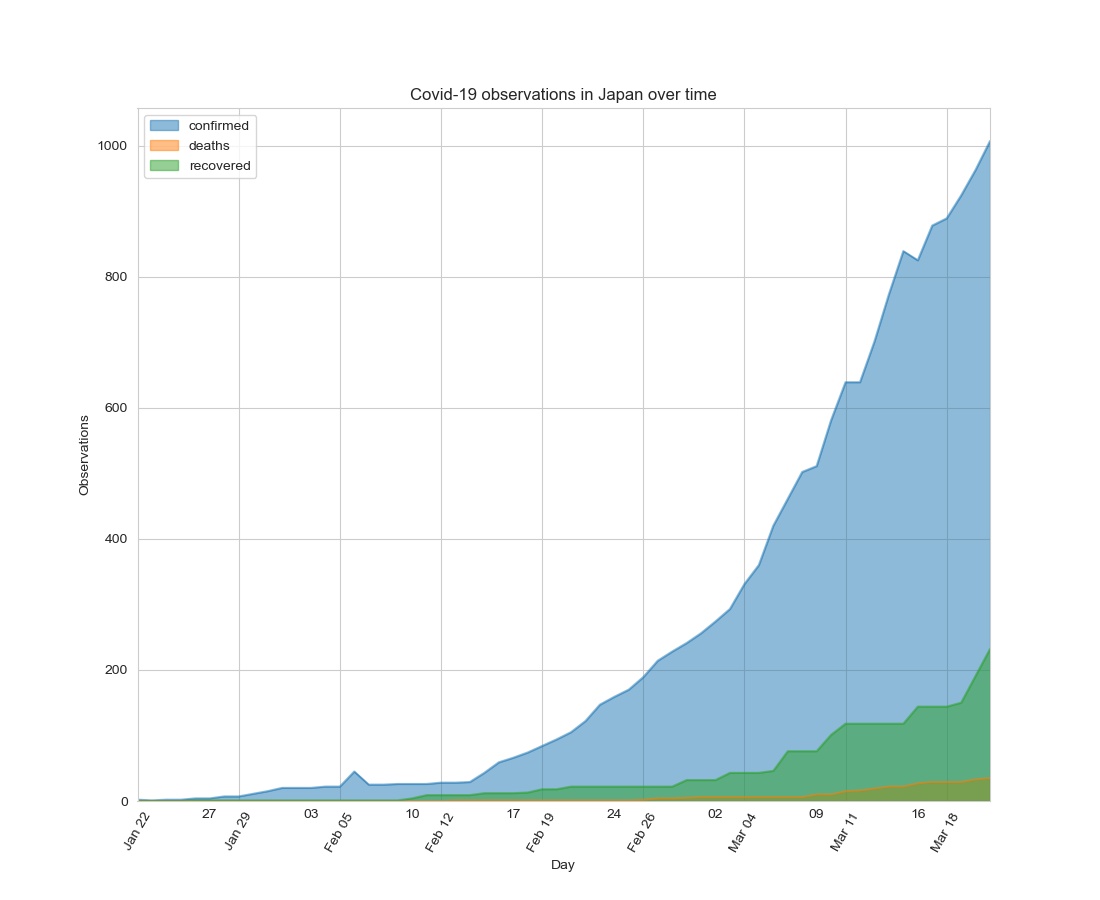 Covid-19 observations in Japan over time
confirmed
deaths
recovered
1000
800
600
400
200
0
Observations
Jan 22
27
Jan 29
03
Feb 05
10
Feb 12
17
Feb 19
24
Feb 26
02
Mar 04
09
Mar 11
16
Mar 18
Day